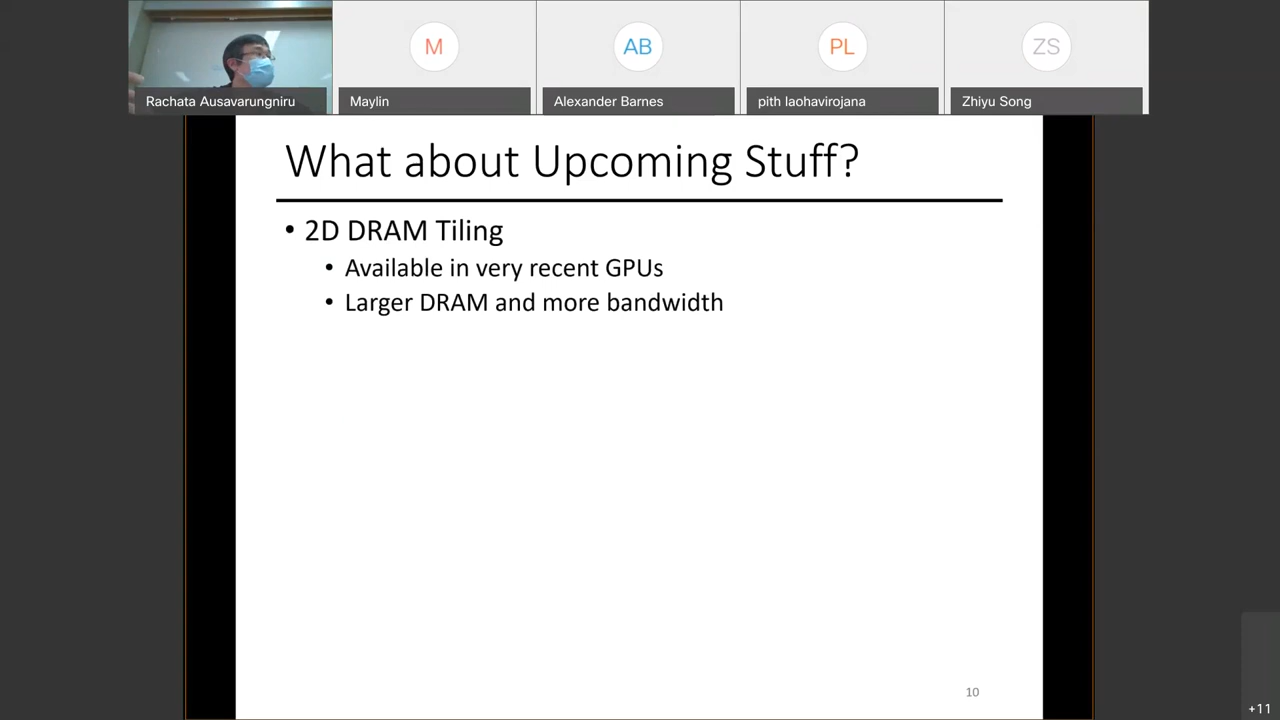 M
AB
PL
ZS
Rachata Ausavarungniru
Maylin
Alexander Barnes
pith laohavirojana
Zhiyu Song
What about Upcoming Stuff?
• 2D DRAM Tiling
• Available in very recent GPUs
• Larger DRAM and more bandwidth
10
+11